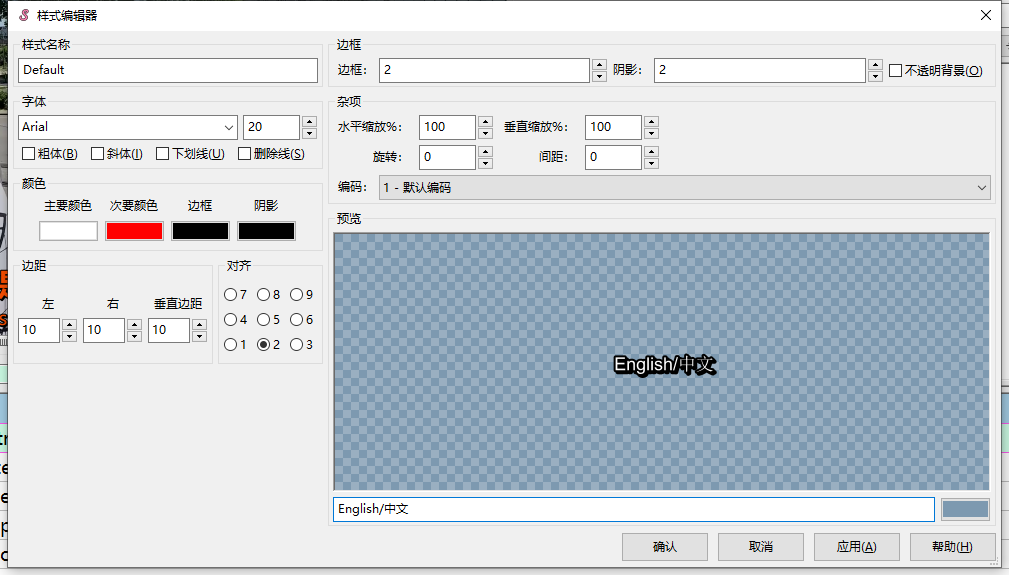 样式编辑器
样式名称
Default
字体
Arial
20
粗体(B)
斜体(I)
下划线(U)
删除线(S)
颜色
主要颜色
次要颜色
边框
阴影
边距
左
右
垂直边距
10
10
10
对齐
7
8
9
4
5
6
1
2
3
边框
边框:
2
阴影:
2
不透明背景(O)
杂项
水平缩放%:
100
垂直缩放%:
100
旋转:
0
间距:
0
编码:
1 - 默认编码
预览
English/中文
English/中文
确认
取消
应用(A)
帮助(H)